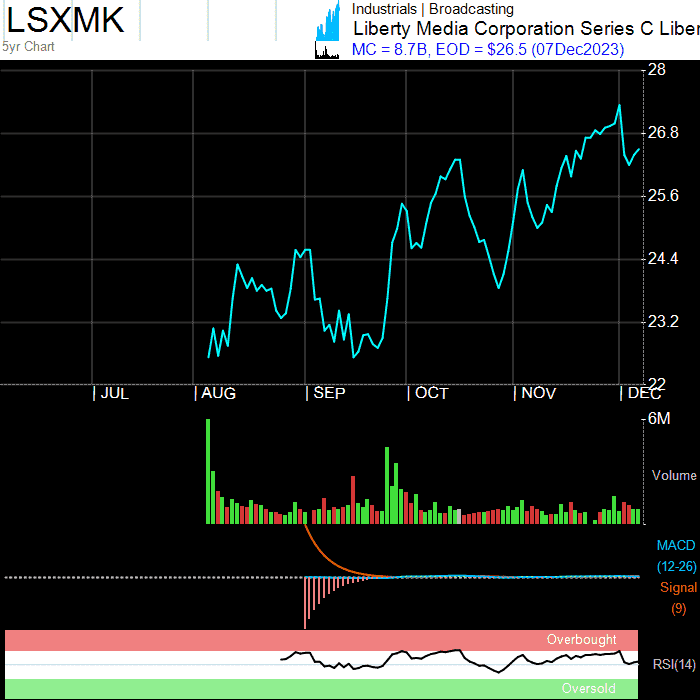 LSXMK
5yr Chart
Industrials | Broadcasting
Liberty Media Corporation Series C Liber
MC = 8.7B, EOD = $26.5 (07Dec2023)
28
26.8
25.6
24.4
23.2
22
| JUL | AUG | SEP | OCT | NOV | DEC
6M
Volume
MACD
(12-26)
Signal
(9)
Overbought
RSI(14)
Oversold